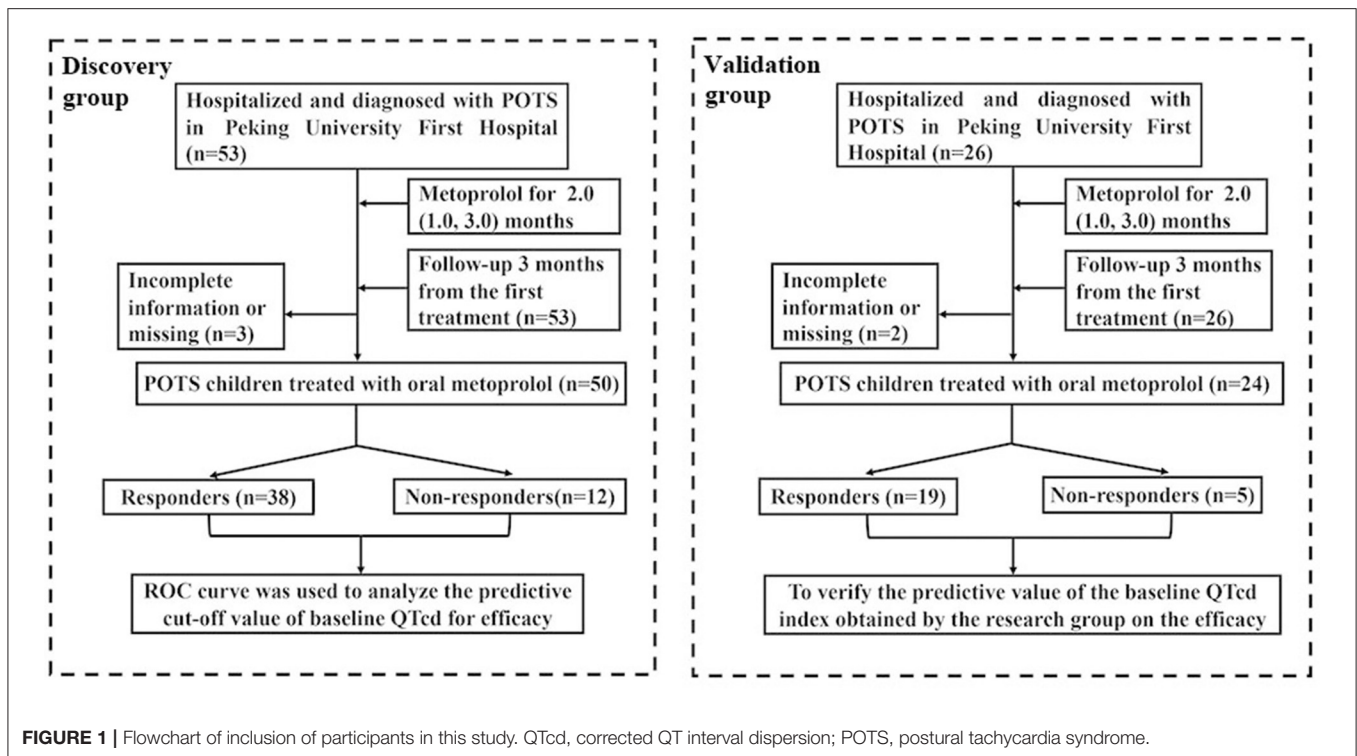 Discovery
group
Hospitalized and diagnosed with POTS
in Peking University First Hospital
(n=53)
Metoprolol for 2.0
(1.0, 3.0) months
Follow-up 3 months
from the first
treatment (n=53)
Incomplete
information or
missing (n=3)
POTS children treated with oral metoprolol (n=50)
Responders (n=38)
Non-responders(n=12)
ROC curve was used to analyze the predictive
cut-off value of baseline QTcd for efficacy
Validation
group
Hospitalized and diagnosed with
POTS in Peking University First
Hospital (n=26)
Metoprolol for 2.0
(1.0, 3.0) months
Follow-up 3 months
from the first
treatment (n=26)
Incomplete
information or
missing (n=2)
POTS children treated with oral metoprolol (n=24)
Responders (n=19)
Non-responders (n=5)
To verify the predictive value of the baseline QTcd
index obtained by the research group on the efficacy
FIGURE 1 | Flowchart of inclusion of participants in this study. QTcd, corrected QT interval dispersion; POTS, postural tachycardia syndrome.